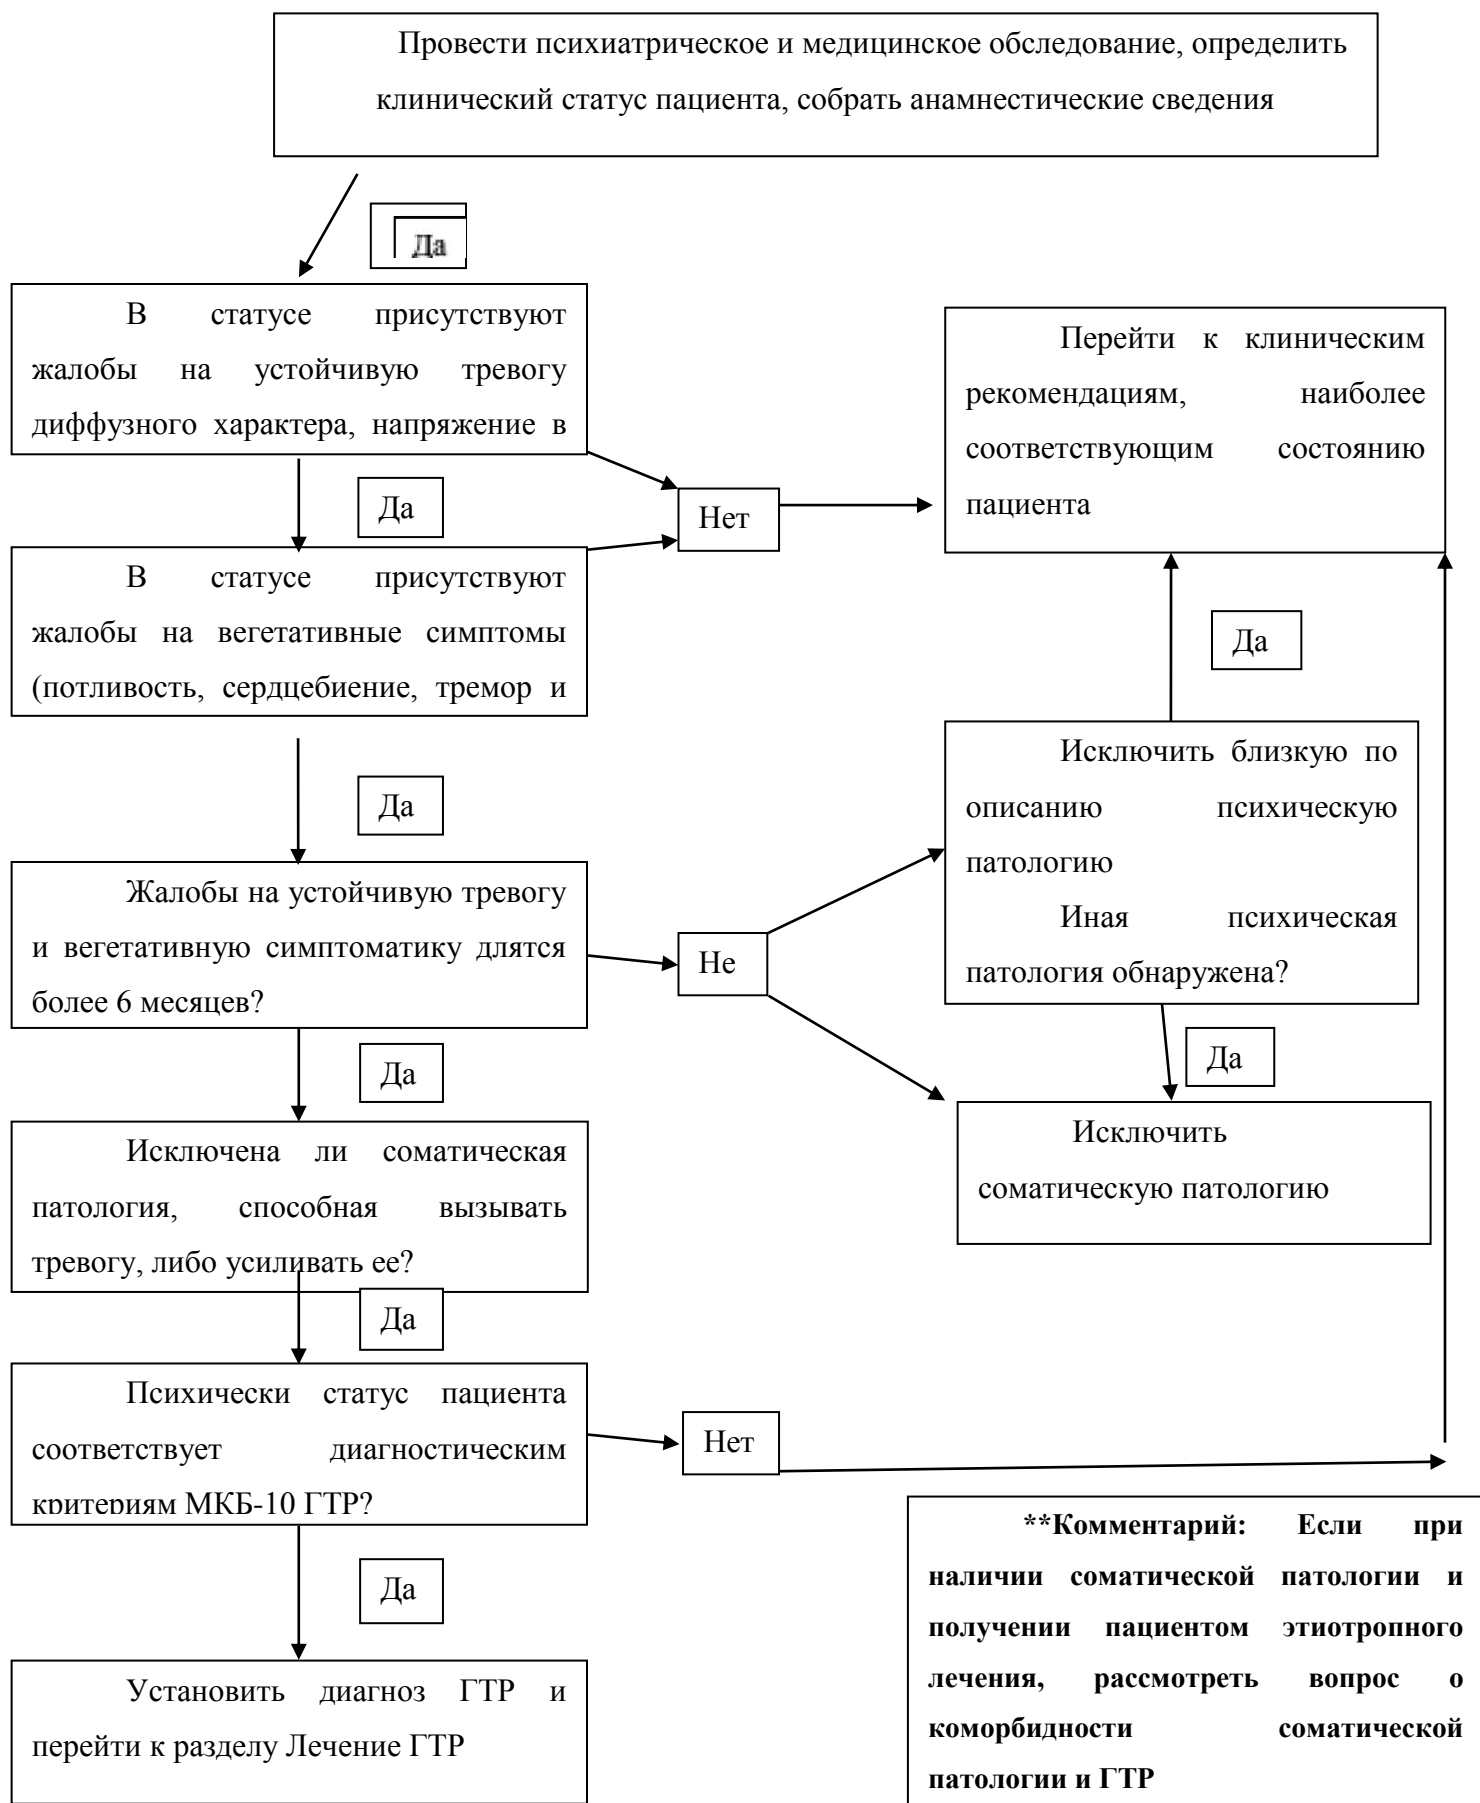 Провести психиатрическое и медицинское обследование, определить
клинический статус пациента, собрать анамнестические сведения
Да
В статусе присутствуют
жалобы на устойчивую тревогу
диффузного характера, напряжение в
Перейти к клиническим
рекомендациям, наиболее
соответствующим состоянию
пациента
Да
Нет
В статусе присутствуют
жалобы на вегетативные симптомы
(потливость, сердцебиение, тремор и
Да
Да
Исключить близкую по
описанию психическую
патологию
Иная психическая
патология обнаружена?
Жалобы на устойчивую тревогу
и вегетативную симптоматику длятся
более 6 месяцев?
Не
Да
Да
Исключить
соматическую патологию
Исключена ли соматическая
патология, способная вызывать
тревогу, либо усиливать ее?
Да
Психически статус пациента
соответствует диагностическим
критериям МКБ-10 ГТР?
Нет
Да
**Комментарий: Если при
наличии соматической патологии и
получении пациентом этиотропного
лечения, рассмотреть вопрос о
коморбидности соматической
патологии и ГТР
Установить диагноз ГТР и
перейти к разделу Лечение ГТР